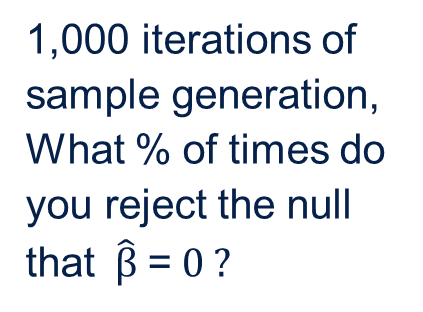 1,000 iterations of
sample generation,
What % of times do
you reject the null
that β̂ = 0 ?